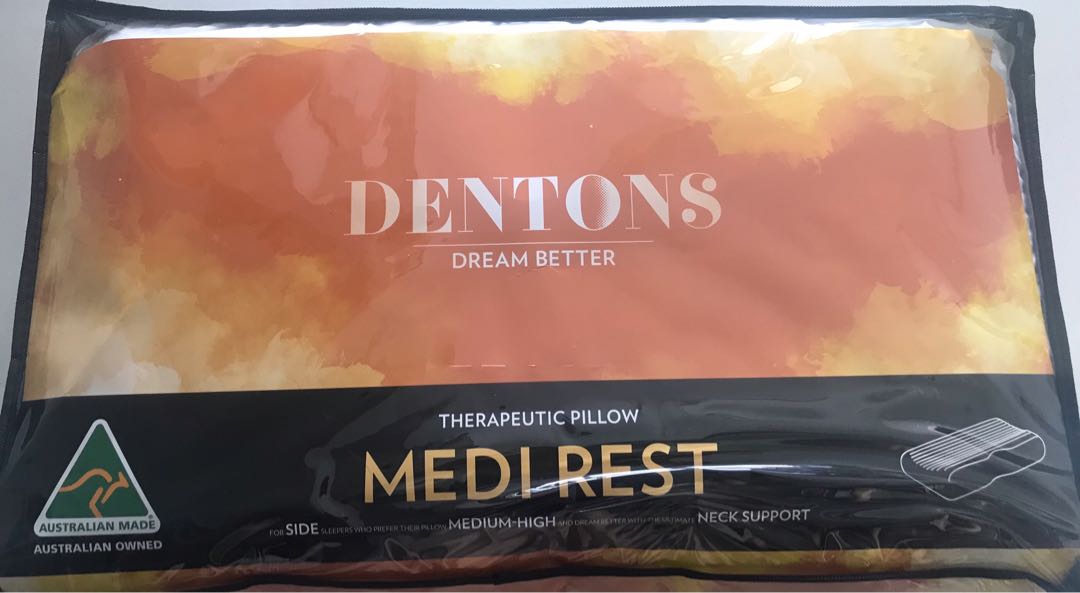 DENTONS
DREAM BETTER
THERAPEUTIC PILLOW
MEDI REST
FOR SIDE SLEEPERS WHO PREFER THEIR PILLOW MEDIUM-HIGH AND DREAM BETTER WITH THE ULTIMATE NECK SUPPORT
AUSTRALIAN MADE
AUSTRALIAN OWNED